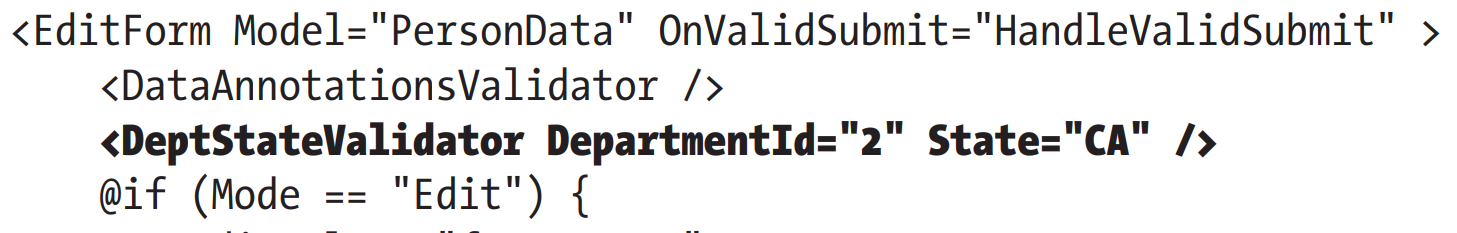 <EditForm Model="PersonData" OnValidSubmit="HandleValidSubmit" >
    <DataAnnotationsValidator />
    <DeptStateValidator DepartmentId="2" State="CA" />
    @if (Mode == "Edit") {